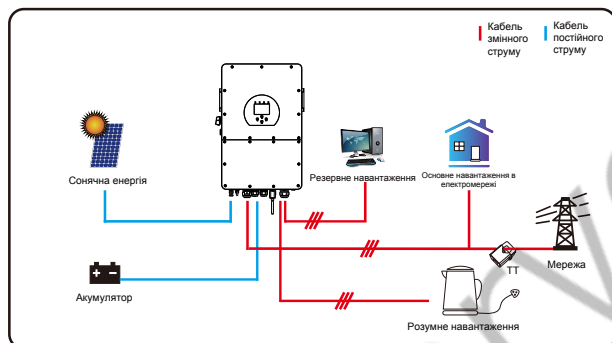 Кабель
змінного
струму
Кабель
постійного
струму
Сонячна енергія
Резервне навантаження
Основне навантаження в
електромережі
ТТ
Мережа
Акумулятор
Розумне навантаження